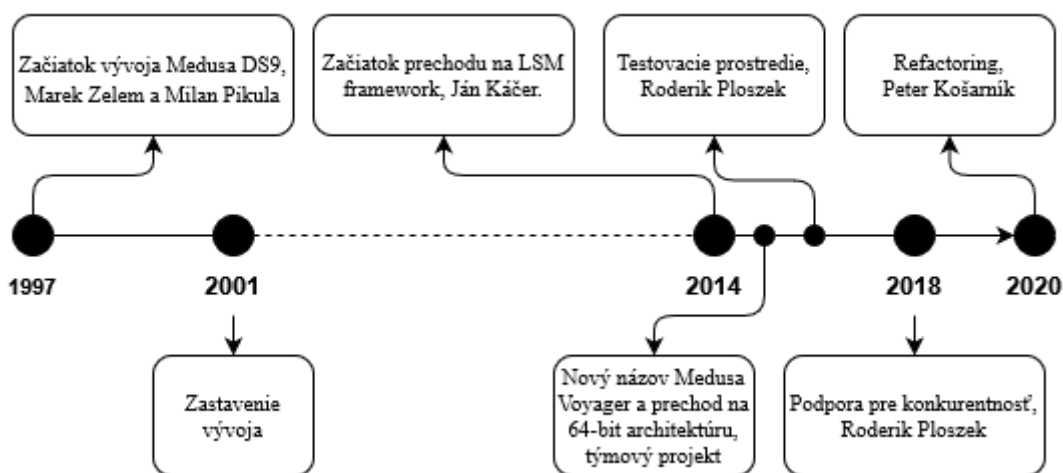 Začiatok vývoja Medusa DS9,
Marek Zelem a Milan Pikula
Začiatok prechodu na LSM
framework, Ján Káčer.
Testovacie prostredie,
Roderik Ploszek
Refactoring,
Peter Košarník
1997
2001
2014
2018
2020
Zastavenie
vývoja
Nový názov Medusa
Voyager a prechod na
64-bit architektúru,
týmový projekt
Podpora pre konkurentnosť,
Roderik Ploszek